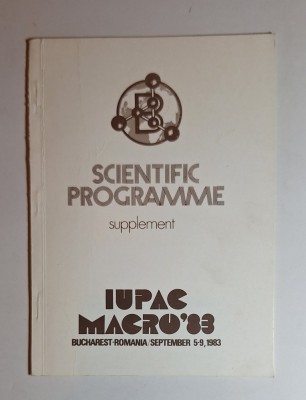 SCIENTIFIC
PROGRAMME
supplement
IUPAC
MACRO'83
BUCHAREST-ROMANIA/SEPTEMBER 5-9, 1983